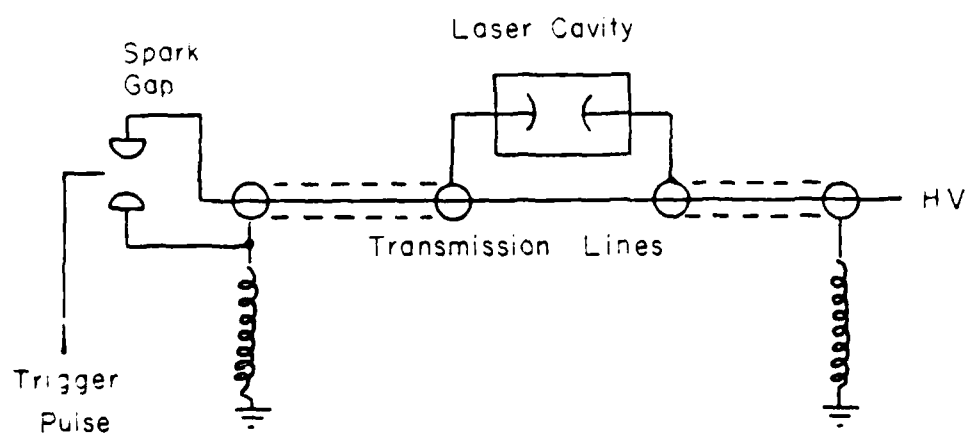 Laser Cavity
Spark
Gap
HV
Transmission Lines
Trigger
Pulse